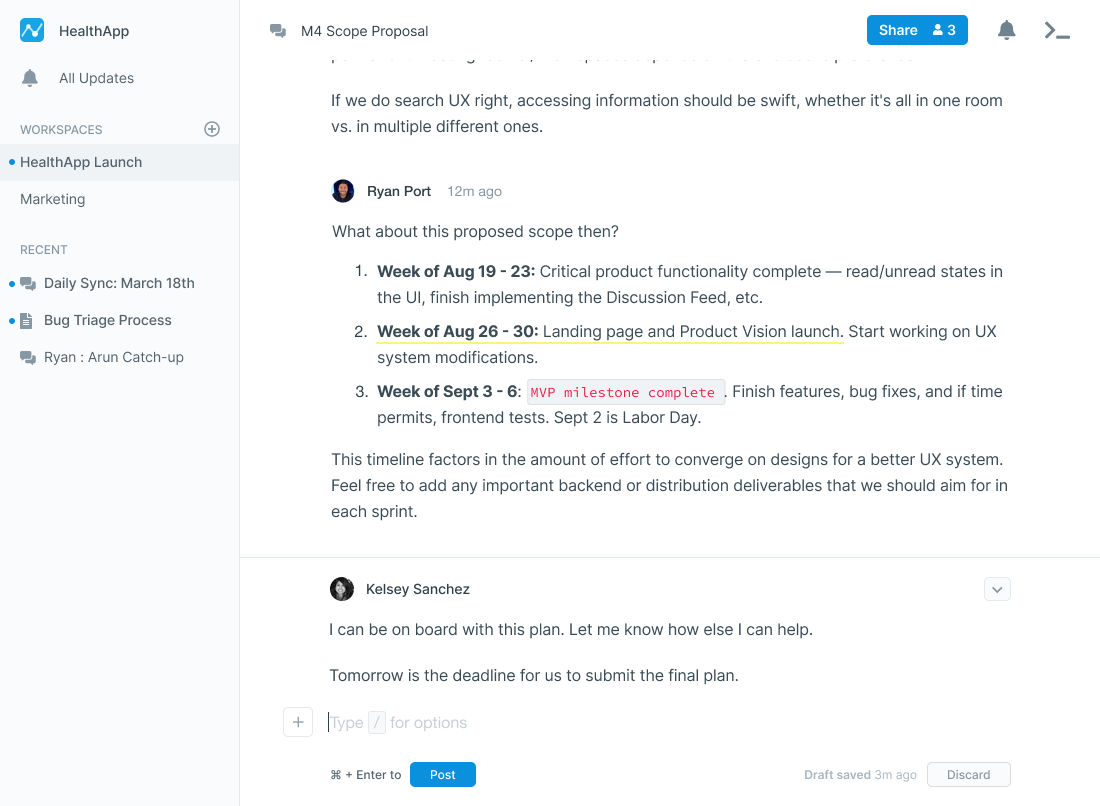 HealthApp
All Updates
WORKSPACES
HealthApp Launch
Marketing
RECENT
Daily Sync: March 18th
Bug Triage Process
Ryan : Arun Catch-up
M4 Scope Proposal
Share 3
If we do search UX right, accessing information should be swift, whether it's all in one room
vs. in multiple different ones.
Ryan Port 12m ago
What about this proposed scope then?
1. Week of Aug 19 - 23: Critical product functionality complete — read/unread states in
the UI, finish implementing the Discussion Feed, etc.
2. Week of Aug 26 - 30: Landing page and Product Vision launch. Start working on UX
system modifications.
3. Week of Sept 3 - 6: MVP milestone complete . Finish features, bug fixes, and if time
permits, frontend tests. Sept 2 is Labor Day.
This timeline factors in the amount of effort to converge on designs for a better UX system.
Feel free to add any important backend or distribution deliverables that we should aim for in
each sprint.
Kelsey Sanchez
I can be on board with this plan. Let me know how else I can help.
Tomorrow is the deadline for us to submit the final plan.
Type / for options
⌘ + Enter to Post
Draft saved 3m ago Discard